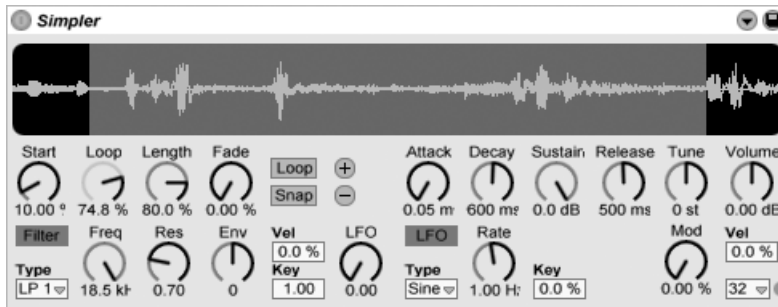 Simpler
Start Loop Length Fade Loop + Attack Decay Sustain Release Tune Volume
Snap −
10.00 % 74.8 % 80.0 % 0.00 % 0.05 m 600 ms 0.0 dB 500 ms 0 st 0.00 dB
Filter Freq Res Env Vel LFO LFO Rate Mod Vel
0.0 % 0.0 %
Type Key Type Key
LP 1 18.5 kH 0.70 0 1.00 0.00 Sine 1.00 Hz 0.0 % 0.00 % 32